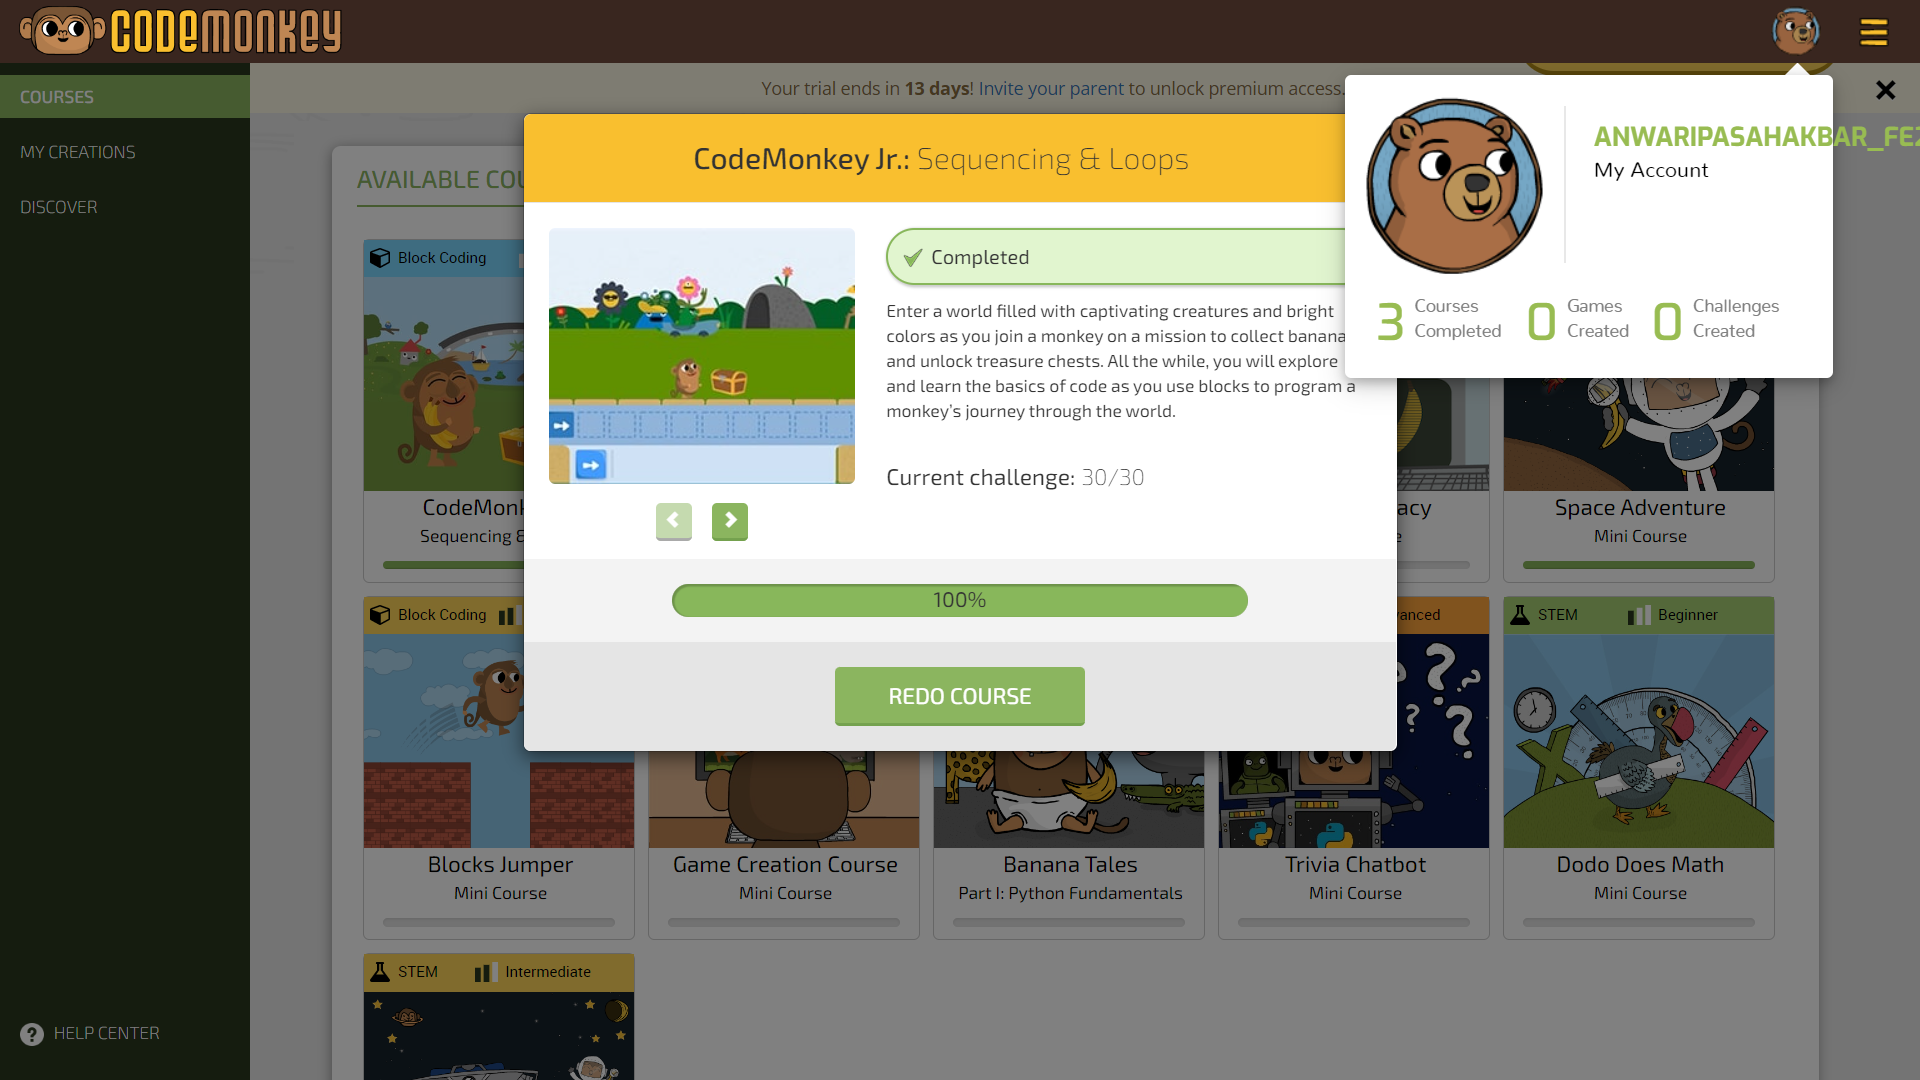 CODEMONKEY
COURSES
MY CREATIONS
DISCOVER
HELP CENTER
Your trial ends in 13 days! Invite your parent to unlock premium access.
ANWARIPASAHAKBAR_FE
My Account
3 Courses Completed
0 Games Created
0 Challenges Created
AVAILABLE
CodeMonkey Jr.: Sequencing & Loops
Completed
Enter a world filled with captivating creatures and bright
colors as you join a monkey on a mission to collect banana
and unlock treasure chests. All the while, you will explore
and learn the basics of code as you use blocks to program a
monkey's journey through the world.
Current challenge: 30/30
100%
REDO COURSE
Block Coding
Sequencing &
Space Adventure
Mini Course
Block Coding
Blocks Jumper
Mini Course
Game Creation Course
Mini Course
Banana Tales
Part I: Python Fundamentals
Trivia Chatbot
Mini Course
STEM Beginner
Dodo Does Math
Mini Course
STEM Intermediate